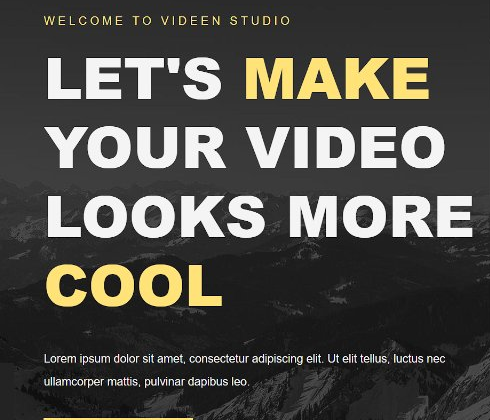 WELCOME TO VIDEEN STUDIO
LET'S MAKE
YOUR VIDEO
LOOKS MORE
COOL
Lorem ipsum dolor sit amet, consectetur adipiscing elit. Ut elit tellus, luctus nec
ullamcorper mattis, pulvinar dapibus leo.